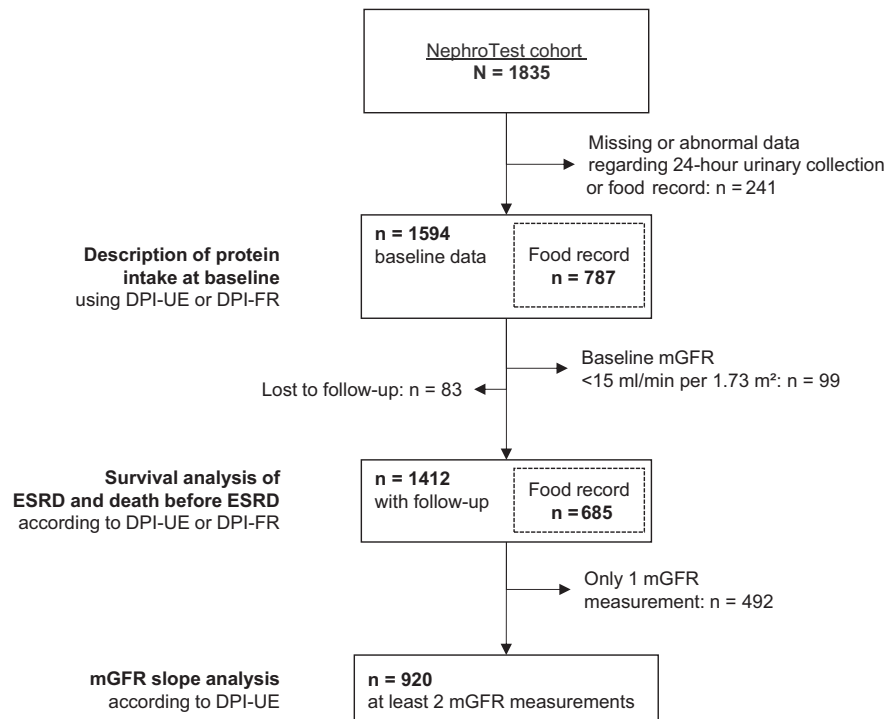 NephroTest cohort
N = 1835
Missing or abnormal data
regarding 24-hour urinary collection
or food record: n = 241
Description of protein
intake at baseline
using DPI-UE or DPI-FR
n = 1594
baseline data
Food record
n = 787
Baseline mGFR
<15 ml/min per 1.73 m²: n = 99
Lost to follow-up: n = 83
Survival analysis of
ESRD and death before ESRD
according to DPI-UE or DPI-FR
n = 1412
with follow-up
Food record
n = 685
Only 1 mGFR
measurement: n = 492
mGFR slope analysis
according to DPI-UE
n = 920
at least 2 mGFR measurements